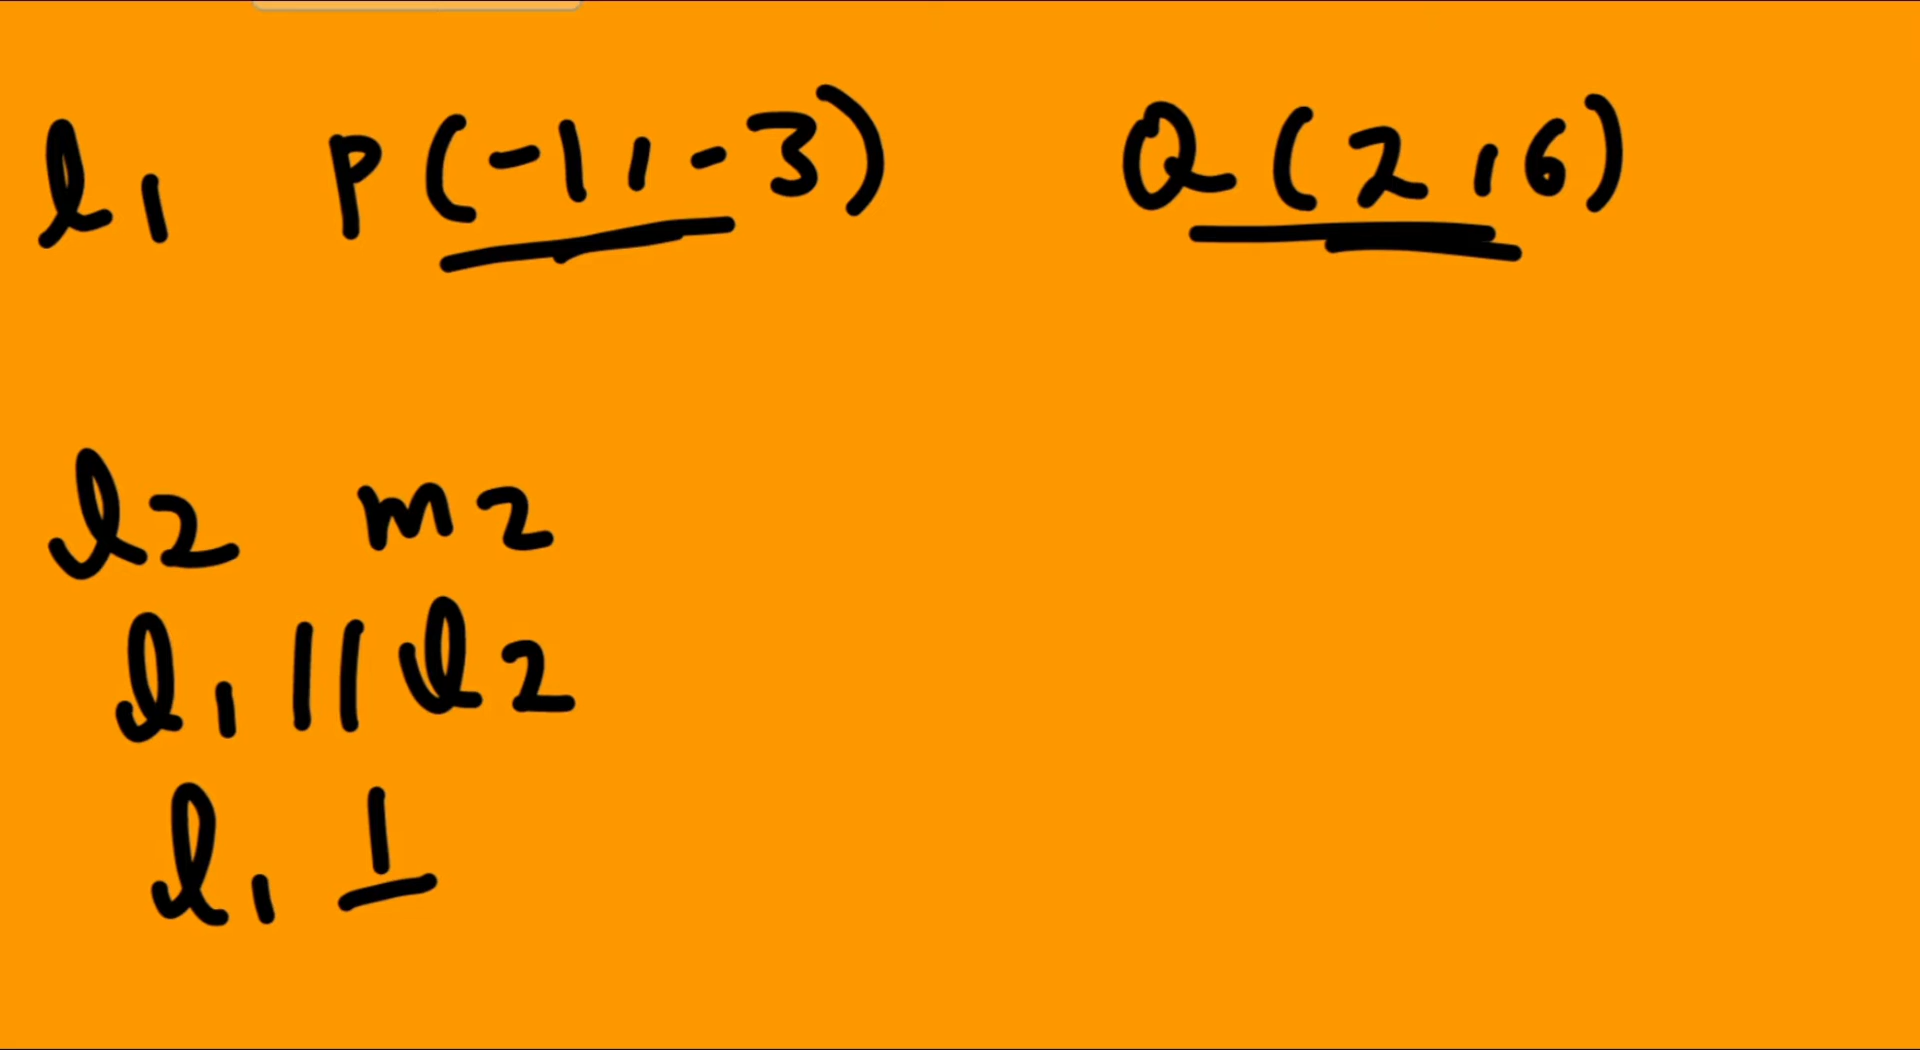 l1 P(-1,-3) Q(2,6)
l2 m2
l1 || l2
l1 ⊥